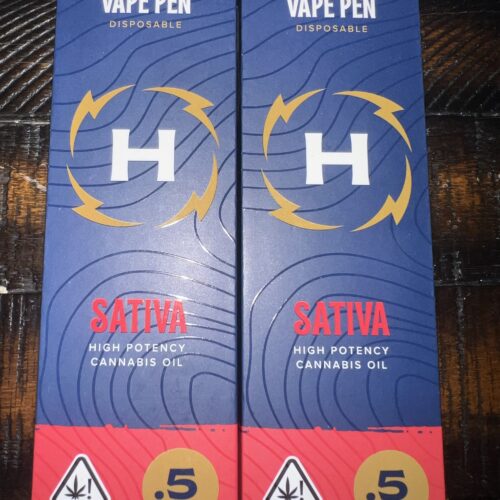 VAPE PEN
DISPOSABLE
H
SATIVA
HIGH POTENCY
CANNABIS OIL
!
.5
VAPE PEN
DISPOSABLE
H
SATIVA
HIGH POTENCY
CANNABIS OIL
!
.5